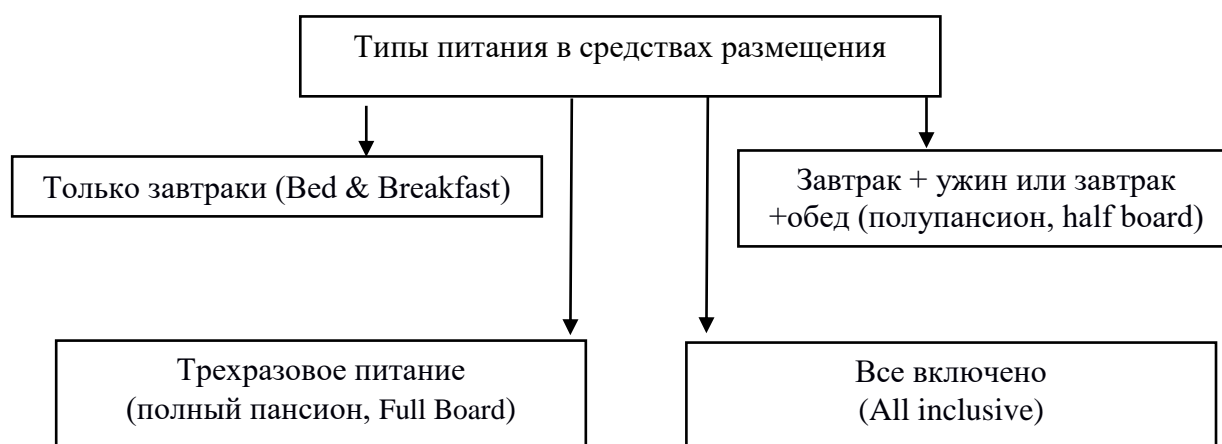 Типы питания в средствах размещения
Только завтраки (Bed & Breakfast)
Завтрак + ужин или завтрак
+обед (полупансион, half board)
Трехразовое питание
(полный пансион, Full Board)
Все включено
(All inclusive)